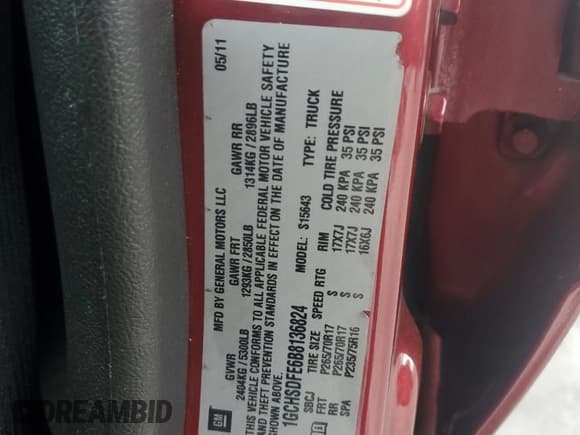 MFD BY GENERAL MOTORS LLC 05/11
GVWR GAWR FRT GAWR RR
2404KG / 5300LB 1293KG / 2850LB 1314KG / 2896LB
THIS VEHICLE CONFORMS TO ALL APPLICABLE FEDERAL MOTOR VEHICLE SAFETY
AND THEFT PREVENTION STANDARDS IN EFFECT ON THE DATE OF MANUFACTURE
SHOWN ABOVE.
1GCHSDFE6B8136824 MODEL: S15643 TYPE: TRUCK
GM
SBCJ TIRE SIZE SPEED RTG RIM COLD TIRE PRESSURE
FRT P265/70R17 S 17X7J 240 KPA 35 PSI
RR P265/70R17 S 17X7J 240 KPA 35 PSI
SPA P235/75R16 S 16X6J 240 KPA 35 PSI
STOREAMBID